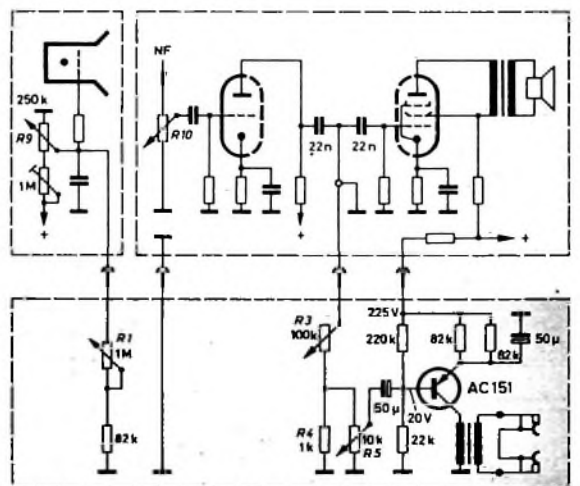 NF
250 k
R9
R10
1M
22n
22n
+
+
+
225V
R1
1M
R3
100k
220k
82k
82k
50µ
AC151
50µ
20V
82k
R4
1k
10k
R5
22k